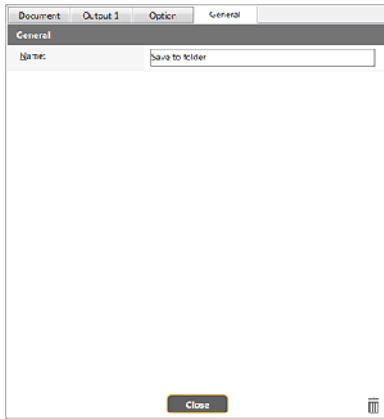 Document Output 1 Option General
General
Name: Save to folder
Close